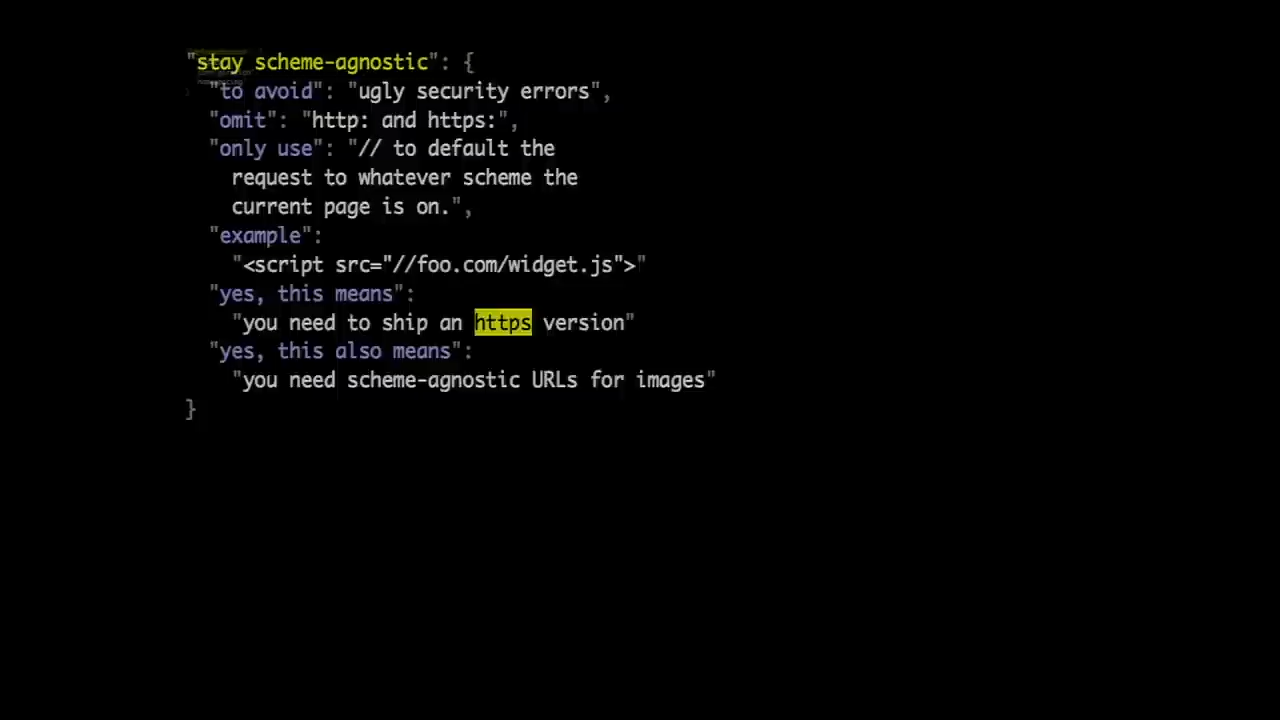 "stay scheme-agnostic": {
"to avoid": "ugly security errors",
"omit": "http: and https:",
"only use": "// to default the
request to whatever scheme the
current page is on.",
"example":
"<script src="//foo.com/widget.js">"
"yes, this means":
"you need to ship an https version"
"yes, this also means":
"you need scheme-agnostic URLs for images"
}